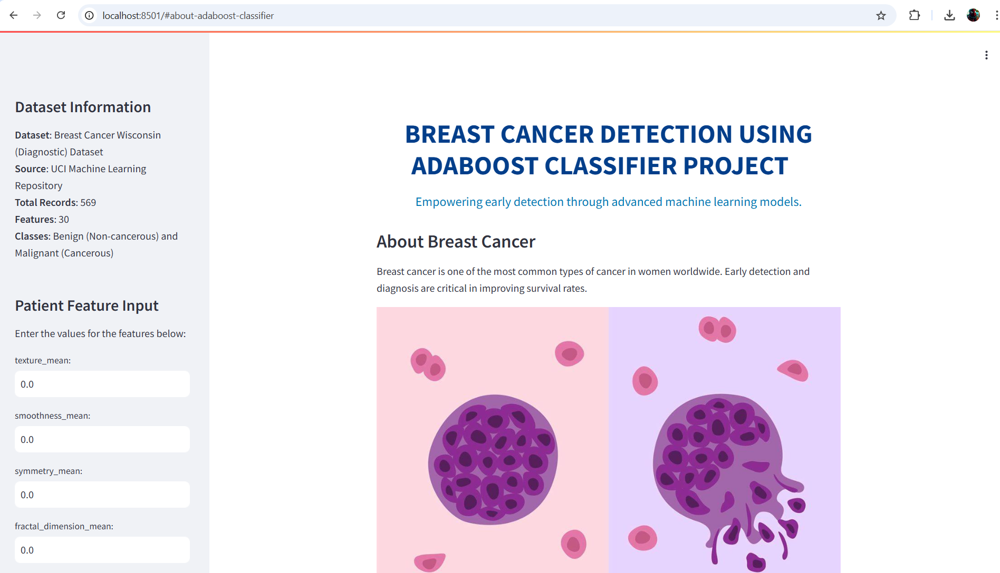 localhost:8501/#about-adaboost-classifier
Dataset Information
Dataset: Breast Cancer Wisconsin
(Diagnostic) Dataset
Source: UCI Machine Learning
Repository
Total Records: 569
Features: 30
Classes: Benign (Non-cancerous) and
Malignant (Cancerous)
Patient Feature Input
Enter the values for the features below:
texture_mean:
0.0
smoothness_mean:
0.0
symmetry_mean:
0.0
fractal_dimension_mean:
0.0
BREAST CANCER DETECTION USING
ADABOOST CLASSIFIER PROJECT
Empowering early detection through advanced machine learning models.
About Breast Cancer
Breast cancer is one of the most common types of cancer in women worldwide. Early detection and
diagnosis are critical in improving survival rates.